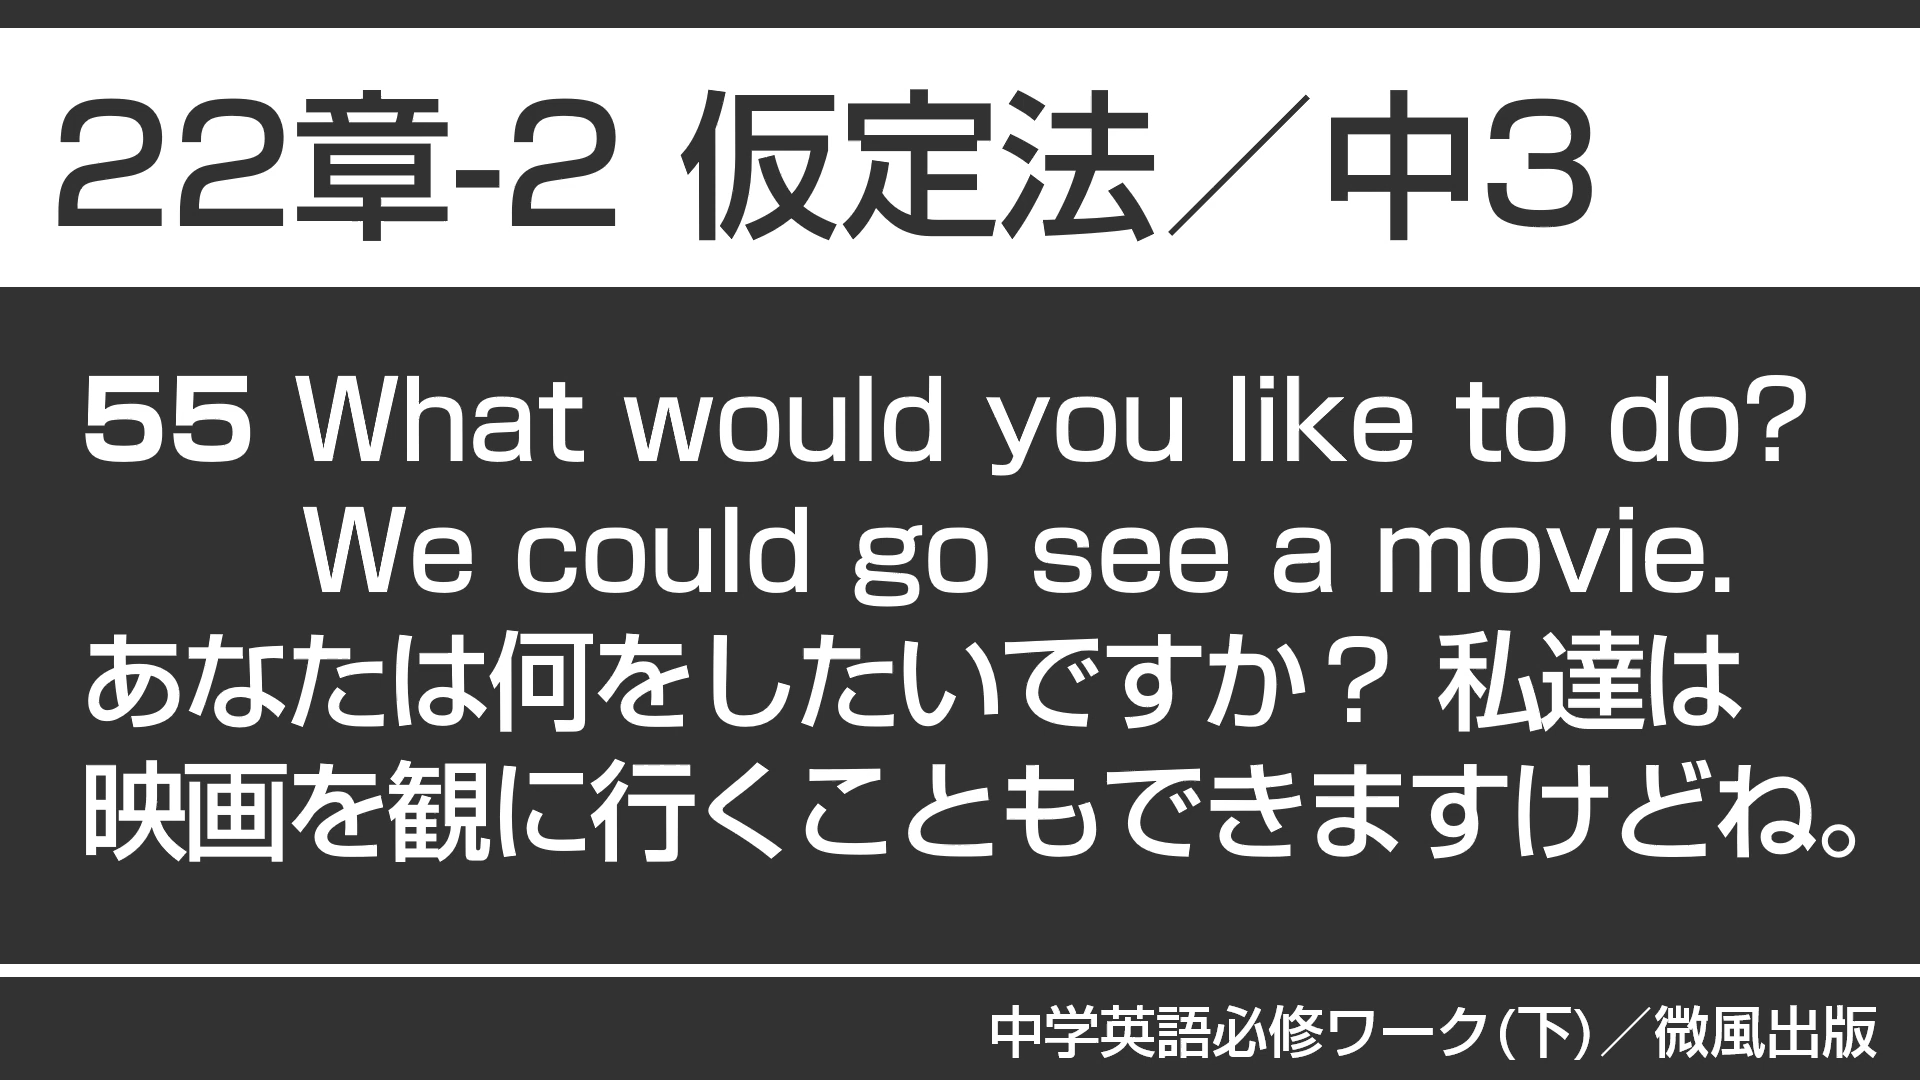 22章-2 仮定法／中3
55 What would you like to do?
We could go see a movie.
あなたは何をしたいですか？ 私達は
映画を観に行くこともできますけどね。
中学英語必修ワーク(下)／微風出版